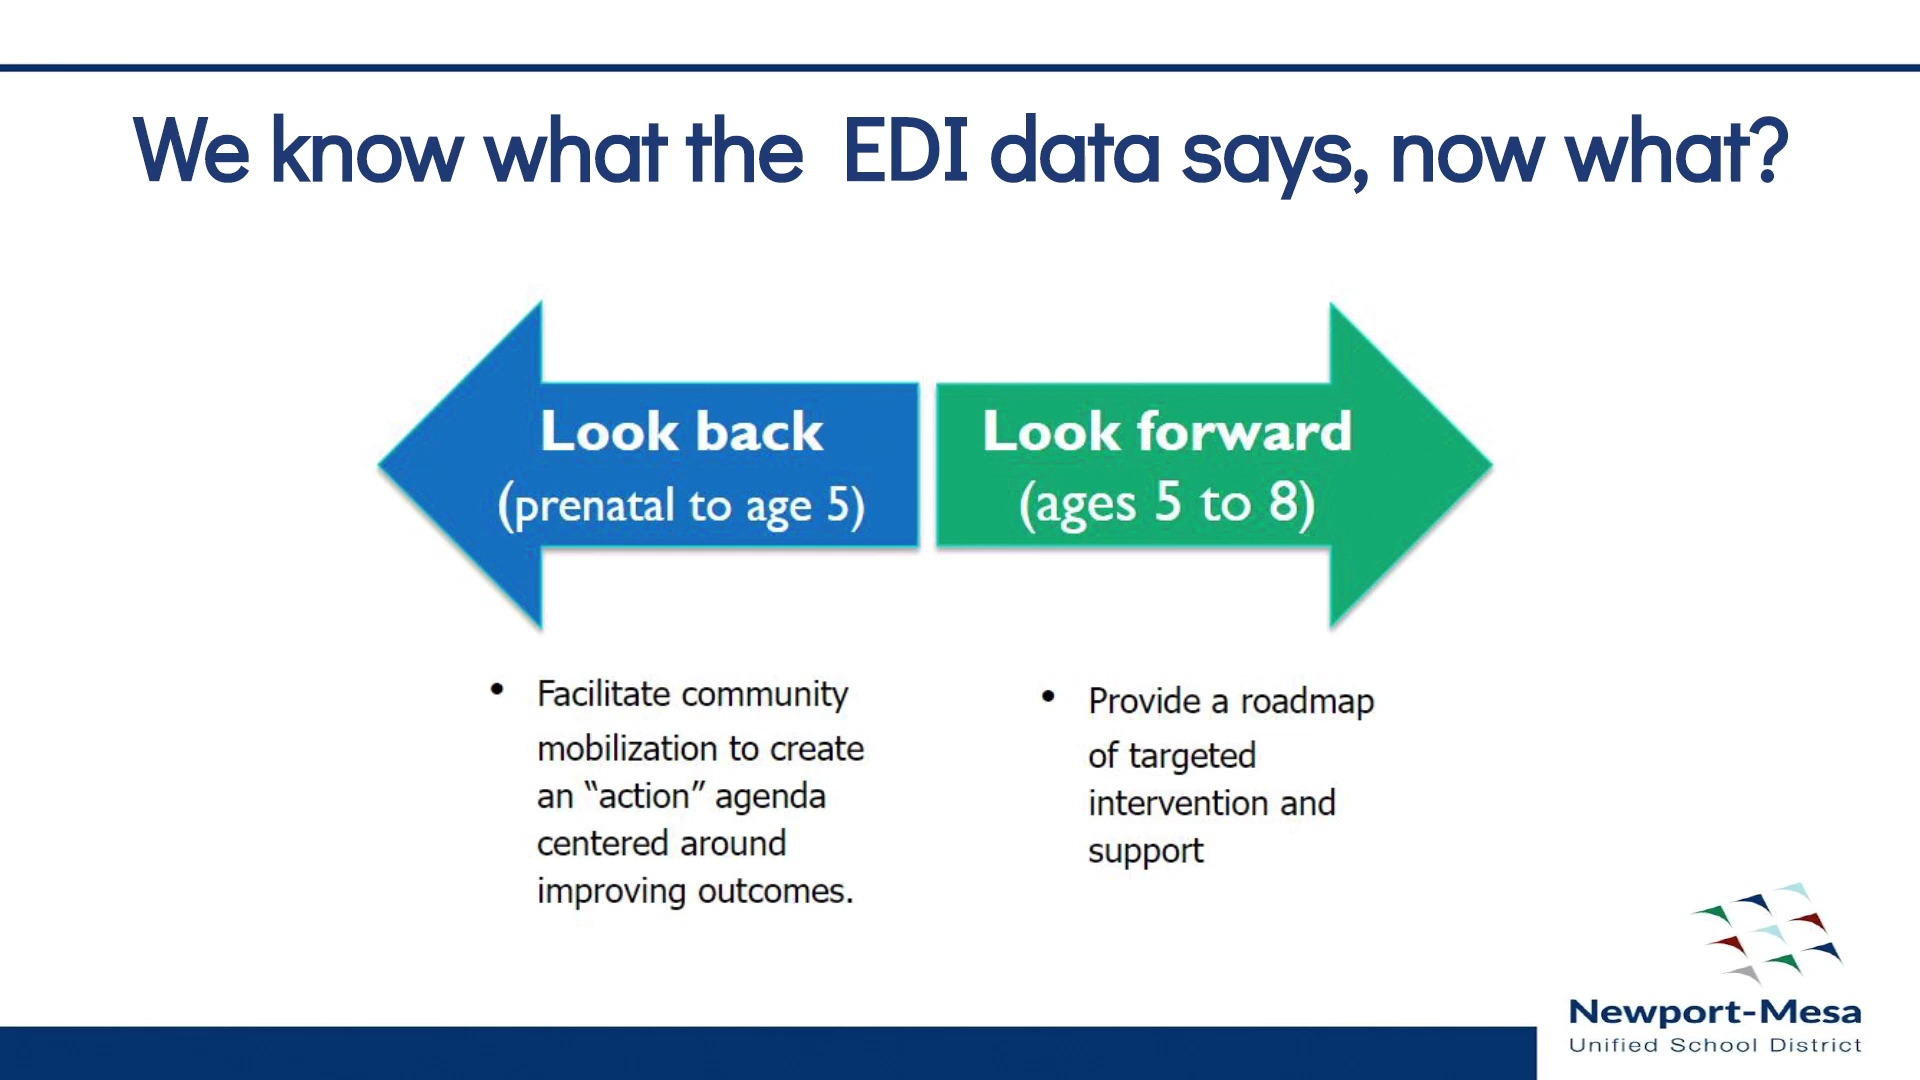 We know what the EDI data says, now what?
Look back
(prenatal to age 5)
Look forward
(ages 5 to 8)
• Facilitate community
mobilization to create
an “action” agenda
centered around
improving outcomes.
• Provide a roadmap
of targeted
intervention and
support
Newport-Mesa
Unified School District